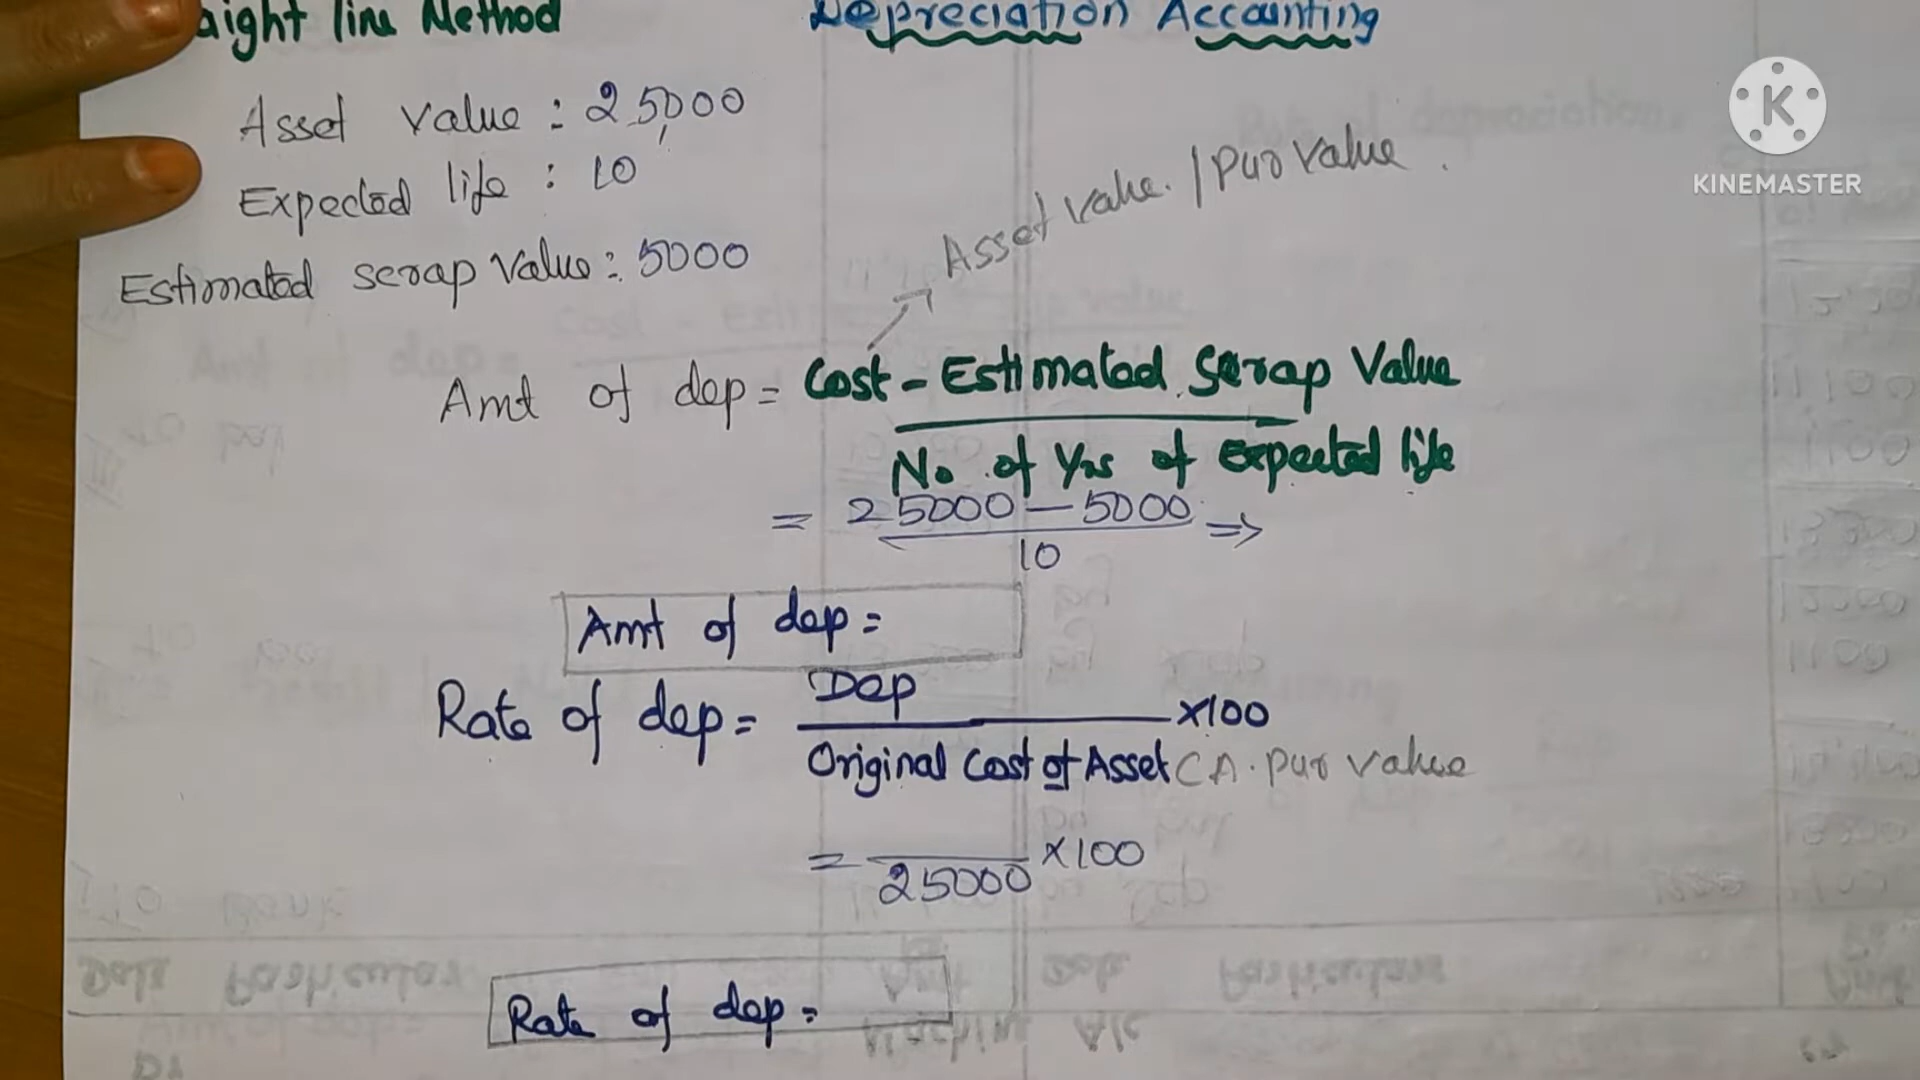 aight line Method
Depreciation Accounting
Asset value : 25,000
Expected life : 10
Estimated scrap value : 5000
Asset value. / pur value.
Amt of dep = Cost - Estimated Scrap Value
No of Yrs of Expected life
= 25000 - 5000 ⇒
10
Amt of dep =
Rate of dep = Dep ×100
Original Cost of Asset CA. pur value
= ×100
25000
Rate of dep =
K
KINEMASTER